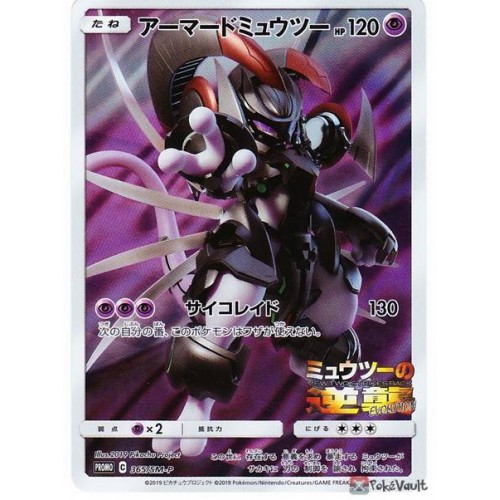 たね アーマードミュウツー HP 120
サイコレイド 130
次の自分の番、このポケモンはワザが使えない。
ミュウツーの
逆襲
EVOLUTION
弱点 ×2 抵抗力 にげる
Illus. 2019 Pikachu Project
PROMO C 365/SM-P
©2019 ピカチュウプロジェクト ©2019 Pokémon/Nintendo/Creatures/GAME FREAK
PokéVault